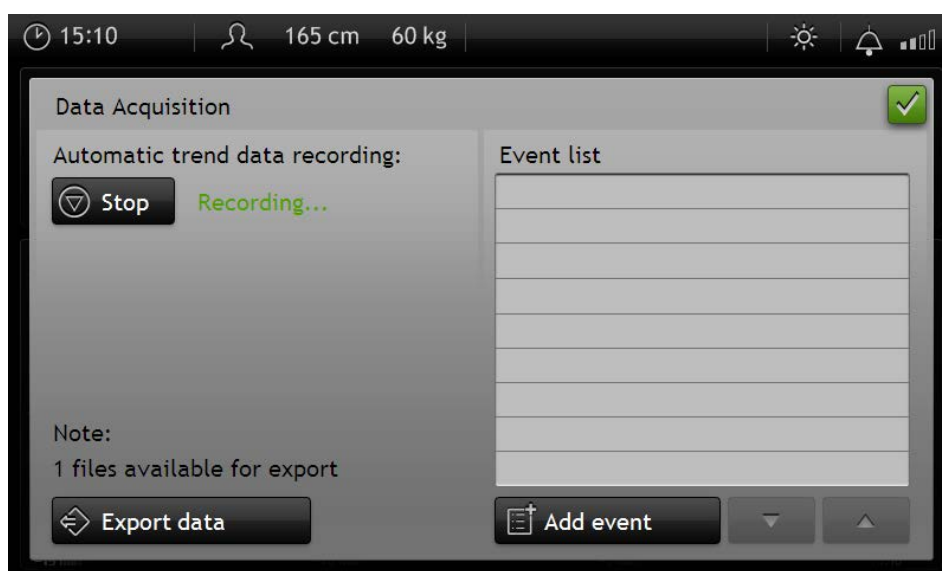 15:10 165 cm 60 kg
Data Acquisition
Automatic trend data recording:
Stop Recording...
Note:
1 files available for export
Export data
Event list
Add event